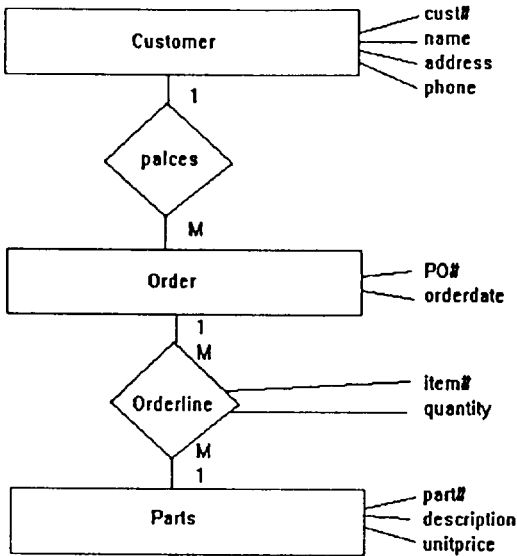 Customer
cust#
name
address
phone
1
palces
M
Order
PO#
orderdate
1
M
Orderline
item#
quantity
M
1
Parts
part#
description
unitprice